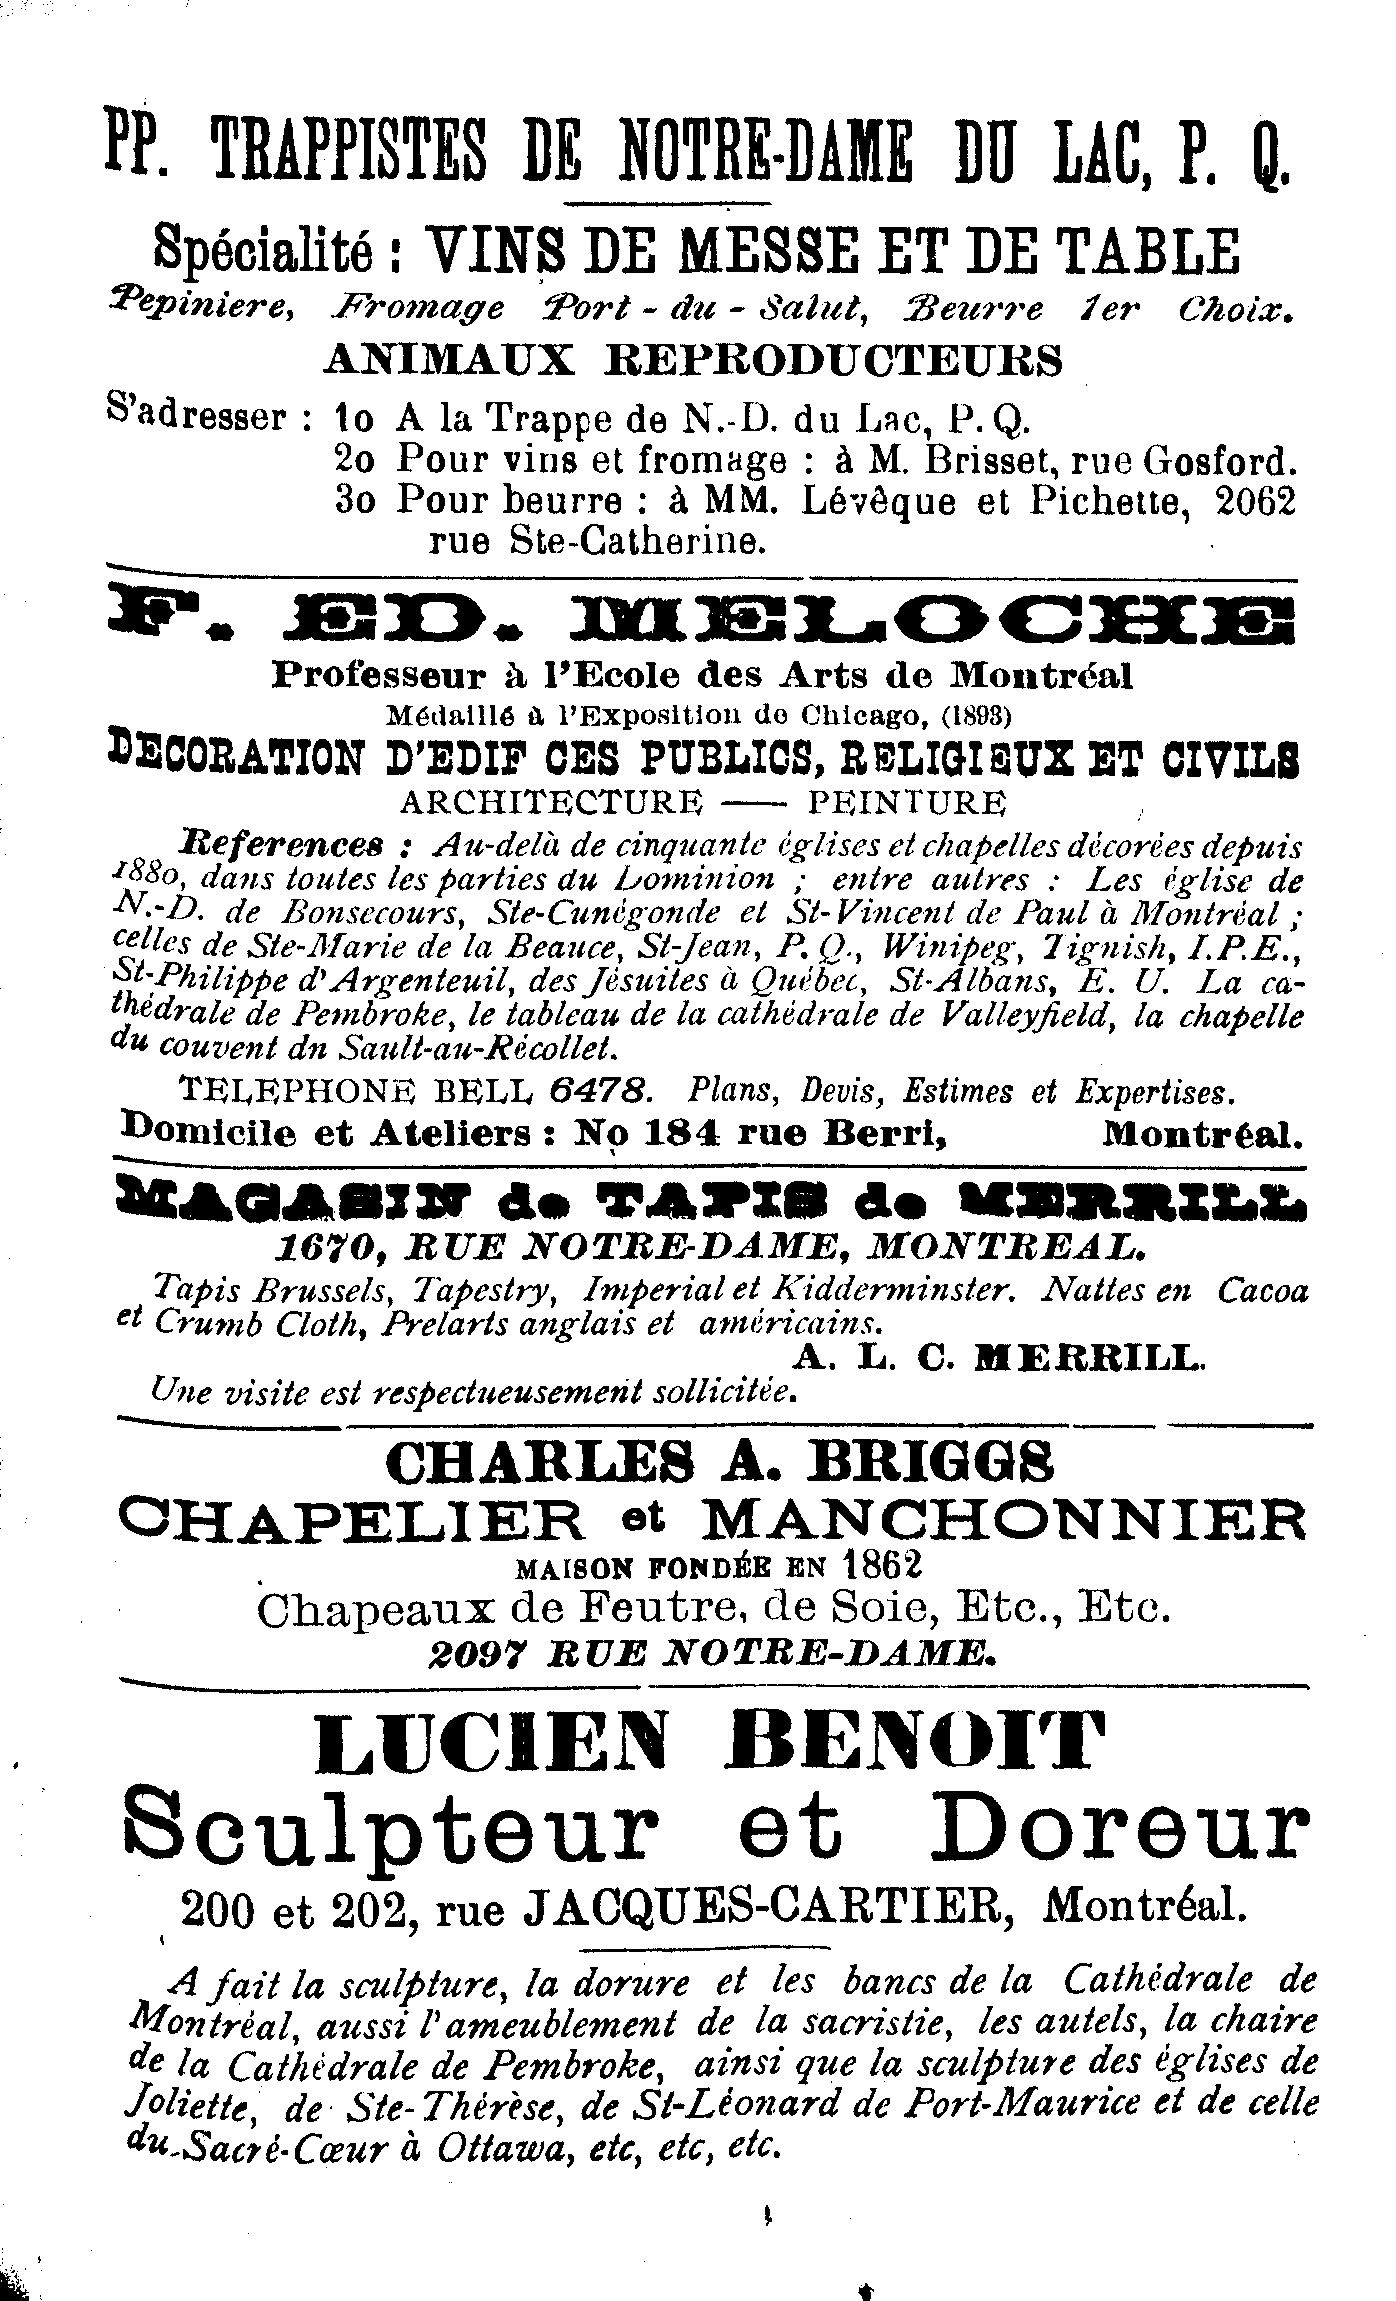 PP. TRAPPISTES DE NOTRE-DAME DU LAC, P. Q.
Spécialité : VINS DE MESSE ET DE TABLE
Pepiniere, Fromage Port - du - Salut, Beurre 1er Choix.
ANIMAUX REPRODUCTEURS
S'adresser : 1o A la Trappe de N.-D. du Lac, P. Q.
2o Pour vins et fromage : à M. Brisset, rue Gosford.
3o Pour beurre : à MM. Lévêque et Pichette, 2062
rue Ste-Catherine.
F. ED. MELOCHE
Professeur à l'Ecole des Arts de Montréal
Médaillé à l'Exposition de Chicago, (1893)
DECORATION D'EDIF CES PUBLICS, RELIGIEUX ET CIVILS
ARCHITECTURE — PEINTURE
References : Au-delà de cinquante églises et chapelles décorées depuis
1880, dans toutes les parties du Dominion ; entre autres : Les église de
N.-D. de Bonsecours, Ste-Cunégonde et St-Vincent de Paul à Montréal ;
celles de Ste-Marie de la Beauce, St-Jean, P. Q., Winipeg, Tignish, I.P.E.,
St-Philippe d'Argenteuil, des Jésuites à Québec, St-Albans, E. U. La ca-
thédrale de Pembroke, le tableau de la cathédrale de Valleyfield, la chapelle
du couvent dn Sault-au-Récollet.
TELEPHONE BELL 6478. Plans, Devis, Estimes et Expertises.
Domicile et Ateliers : No 184 rue Berri, Montréal.
MAGASIN de TAPIS de MERRILL
1670, RUE NOTRE-DAME, MONTREAL.
Tapis Brussels, Tapestry, Imperial et Kidderminster. Nattes en Cacoa
et Crumb Cloth, Prelarts anglais et américains.
A. L. C. MERRILL.
Une visite est respectueusement sollicitée.
CHARLES A. BRIGGS
CHAPELIER et MANCHONNIER
MAISON FONDÉE EN 1862
Chapeaux de Feutre, de Soie, Etc., Etc.
2097 RUE NOTRE-DAME.
LUCIEN BENOIT
Sculpteur et Doreur
200 et 202, rue JACQUES-CARTIER, Montréal.
A fait la sculpture, la dorure et les bancs de la Cathédrale de
Montréal, aussi l'ameublement de la sacristie, les autels, la chaire
de la Cathédrale de Pembroke, ainsi que la sculpture des églises de
Joliette, de Ste-Thérèse, de St-Léonard de Port-Maurice et de celle
du Sacré-Cœur à Ottawa, etc, etc, etc.